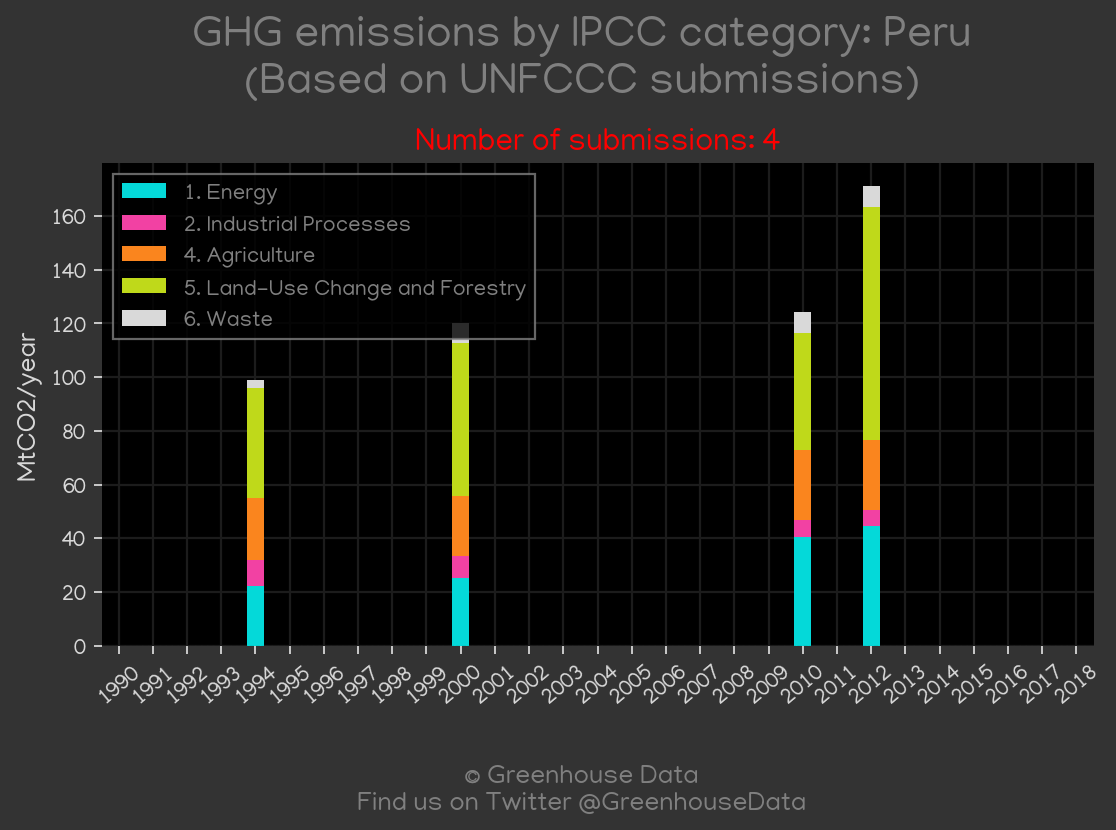 GHG emissions by IPCC category: Peru
(Based on UNFCCC submissions)
Number of submissions: 4
1. Energy
2. Industrial Processes
4. Agriculture
5. Land-Use Change and Forestry
6. Waste
MtCO2/year
160
140
120
100
80
60
40
20
0
1990 1991 1992 1993 1994 1995 1996 1997 1998 1999 2000 2001 2002 2003 2004 2005 2006 2007 2008 2009 2010 2011 2012 2013 2014 2015 2016 2017 2018
© Greenhouse Data
Find us on Twitter @GreenhouseData